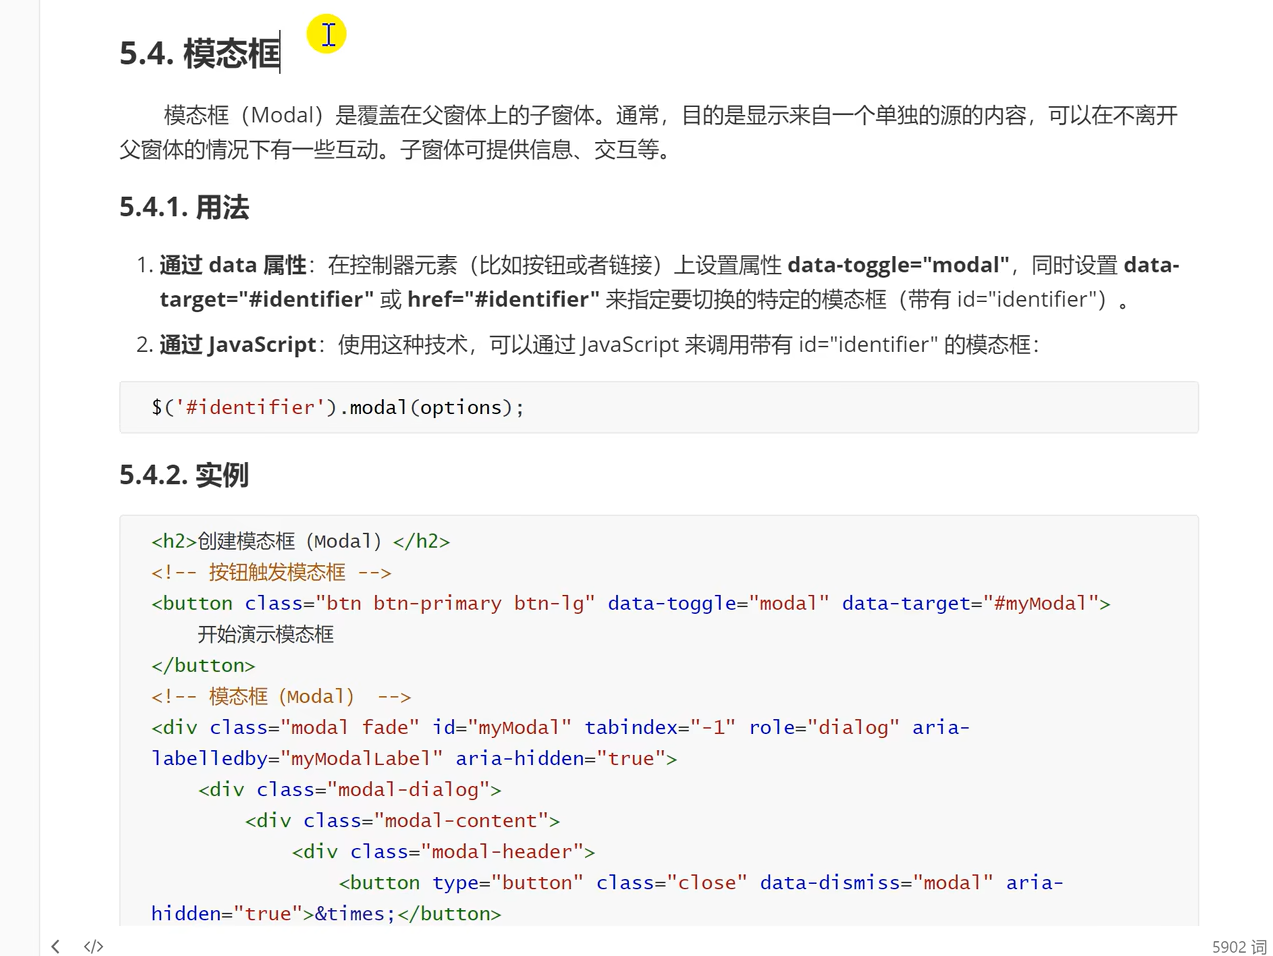 5.4. 模态框
模态框（Modal）是覆盖在父窗体上的子窗体。通常，目的是显示来自一个单独的源的内容，可以在不离开
父窗体的情况下有一些互动。子窗体可提供信息、交互等。
5.4.1. 用法
1. 通过 data 属性：在控制器元素（比如按钮或者链接）上设置属性 data-toggle="modal"，同时设置 data-
target="#identifier" 或 href="#identifier" 来指定要切换的特定的模态框（带有 id="identifier"）。
2. 通过 JavaScript：使用这种技术，可以通过 JavaScript 来调用带有 id="identifier" 的模态框：
$('#identifier').modal(options);
5.4.2. 实例
<h2>创建模态框（Modal）</h2>
<!-- 按钮触发模态框 -->
<button class="btn btn-primary btn-lg" data-toggle="modal" data-target="#myModal">
开始演示模态框
</button>
<!-- 模态框（Modal） -->
<div class="modal fade" id="myModal" tabindex="-1" role="dialog" aria-
labelledby="myModalLabel" aria-hidden="true">
<div class="modal-dialog">
<div class="modal-content">
<div class="modal-header">
<button type="button" class="close" data-dismiss="modal" aria-
hidden="true">&times;</button>
5902 词